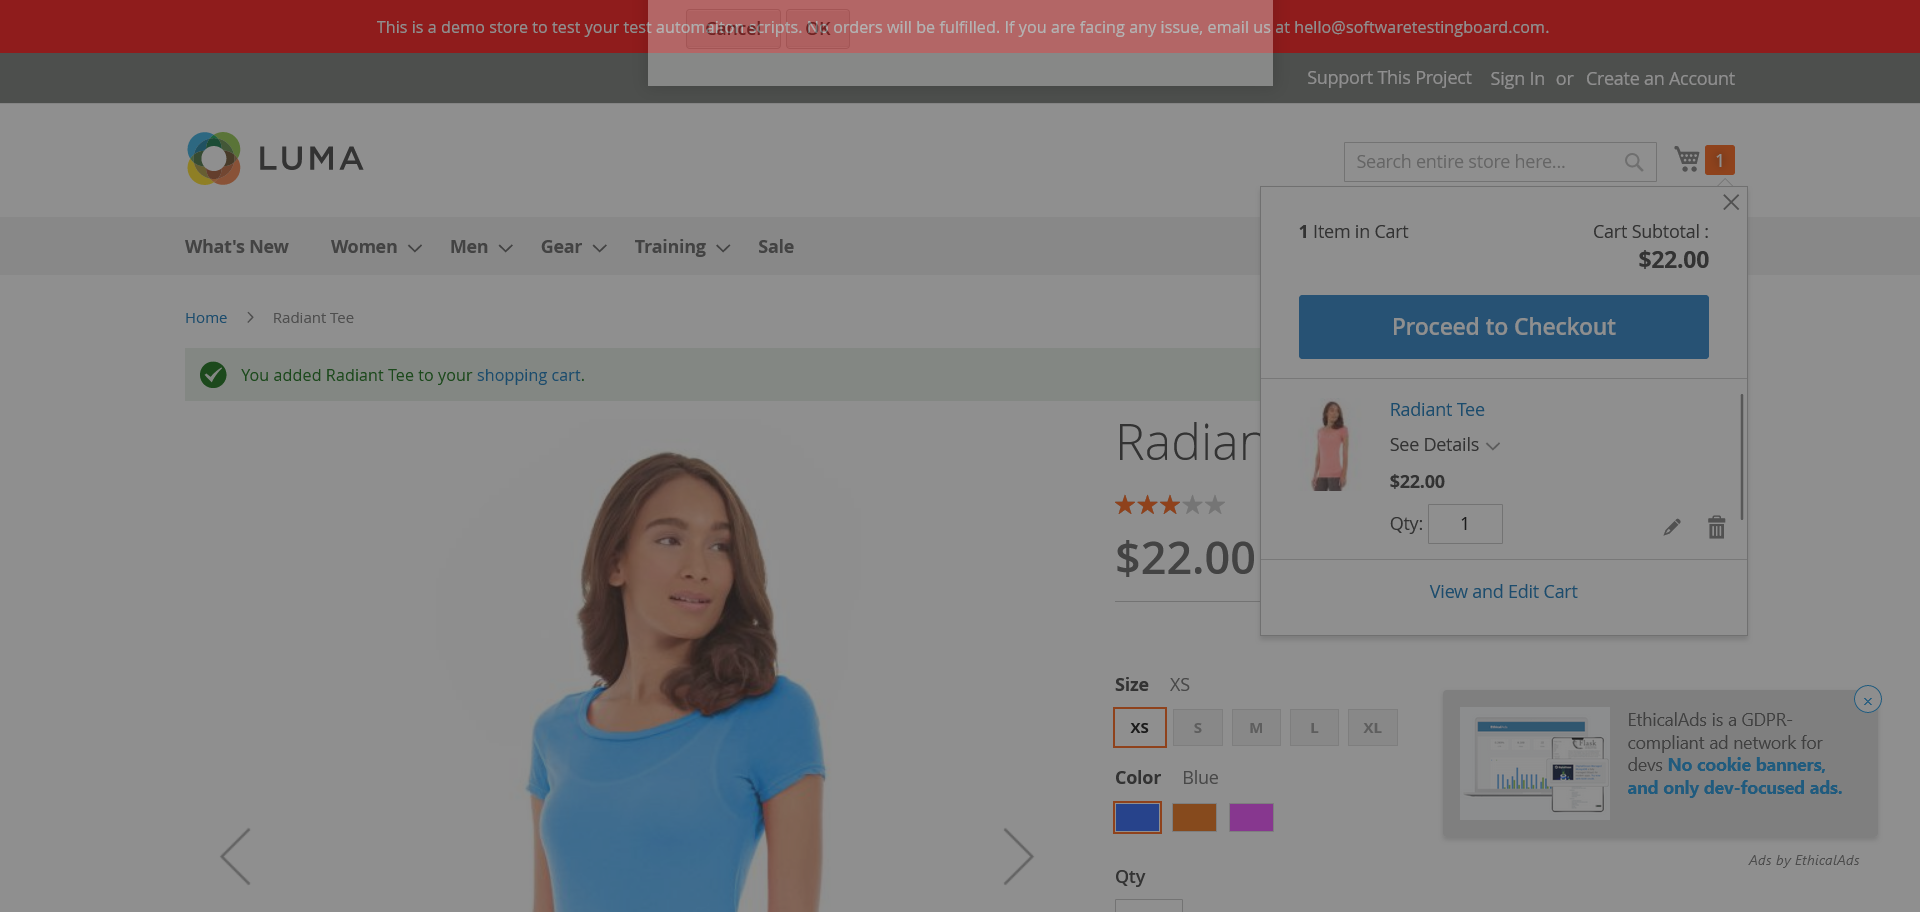 This is a demo store to test your test automaiton scripts. No orders will be fulfilled. If you are facing any issue, email us at hello@softwaretestingboard.com.
Cancel OK
Support This Project Sign In or Create an Account
LUMA
Search entire store here...
1
What's New Women Men Gear Training Sale
1 Item in Cart
Cart Subtotal :
$22.00
Proceed to Checkout
Home Radiant Tee
You added Radiant Tee to your shopping cart.
Radiant Tee
See Details
$22.00
Qty: 1
View and Edit Cart
Radian
$22.00
Size XS
XS S M L XL
Color Blue
Qty
EthicalAds is a GDPR-
compliant ad network for
devs No cookie banners,
and only dev-focused ads.
Ads by EthicalAds